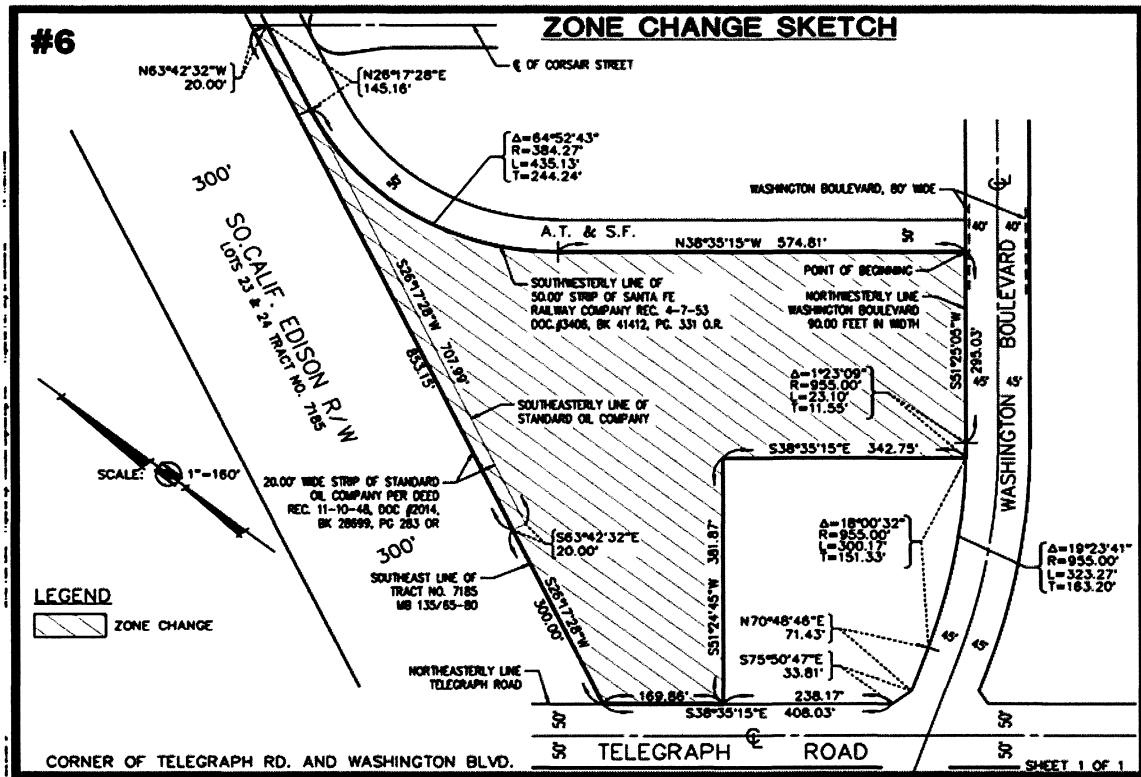 #6
ZONE CHANGE SKETCH
N63°42'32"W
20.00'
N26°17'28"E
145.16'
℄ OF CORSAIR STREET
Δ=64°52'43"
R=384.27'
L=435.13'
T=244.24'
50'
300'
SO.CALIF. EDISON R/W
LOTS 23 & 24 TRACT NO. 7185
300'
S26°17'28"W 707.99'
853.15'
A.T. & S.F.
50'
N38°35'15"W 574.81'
WASHINGTON BOULEVARD, 80' WIDE
℄
40'
40'
POINT OF BEGINNING
SOUTHWESTERLY LINE OF
50.00' STRIP OF SANTA FE
RAILWAY COMPANY REC. 4-7-53
DOC.#3406, BK 41412, PG. 331 O.R.
NORTHWESTERLY LINE
WASHINGTON BOULEVARD
90.00 FEET IN WIDTH
S51°25'05"W
295.03'
WASHINGTON BOULEVARD
45'
45'
Δ=1°23'09"
R=955.00'
L=23.10'
T=11.55'
SOUTHEASTERLY LINE OF
STANDARD OIL COMPANY
S38°35'15"E 342.75'
SCALE: 1"=160'
20.00' WIDE STRIP OF STANDARD
OIL COMPANY PER DEED
REC. 11-10-48, DOC #2014,
BK 28699, PG 283 OR
S63°42'32"E
20.00'
S51°24'45"W 381.87'
Δ=18°00'32"
R=955.00'
L=300.17'
T=151.33'
Δ=19°23'41"
R=955.00'
L=323.27'
T=163.20'
SOUTHEAST LINE OF
TRACT NO. 7185
MB 135/65-80
S26°17'28"W
300.00'
LEGEND
ZONE CHANGE
N70°48'46"E
71.43'
S75°50'47"E
33.81'
45'
45'
NORTHEASTERLY LINE
TELEGRAPH ROAD
169.86'
238.17'
S38°35'15"E 408.03'
50'
50'
TELEGRAPH ℄ ROAD
50'
50'
CORNER OF TELEGRAPH RD. AND WASHINGTON BLVD.
SHEET 1 OF 1